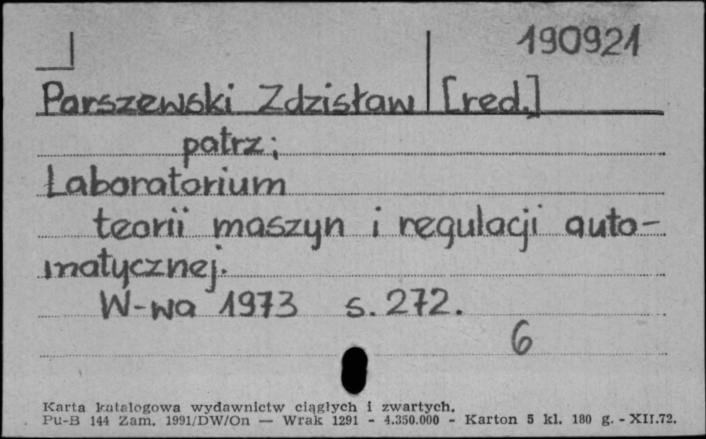 190921
Parszewski Zdzisław [red.]
patrz;
Laboratorium
teorii maszyn i regulacji auto-
matycznej.
W-wa 1973 s. 272.
6
Karta katalogowa wydawnictw ciągłych i zwartych.
Pu-B 144 Zam. 1991/DW/On — Wrak 1291 - 4.350.000 - Karton 5 kl. 180 g. - XII.72.